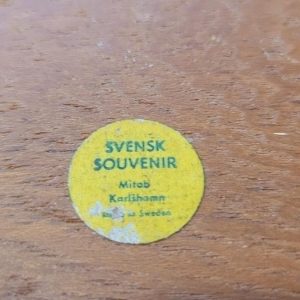 SVENSK
SOUVENIR
Mitab
Karlshamn
Sweden